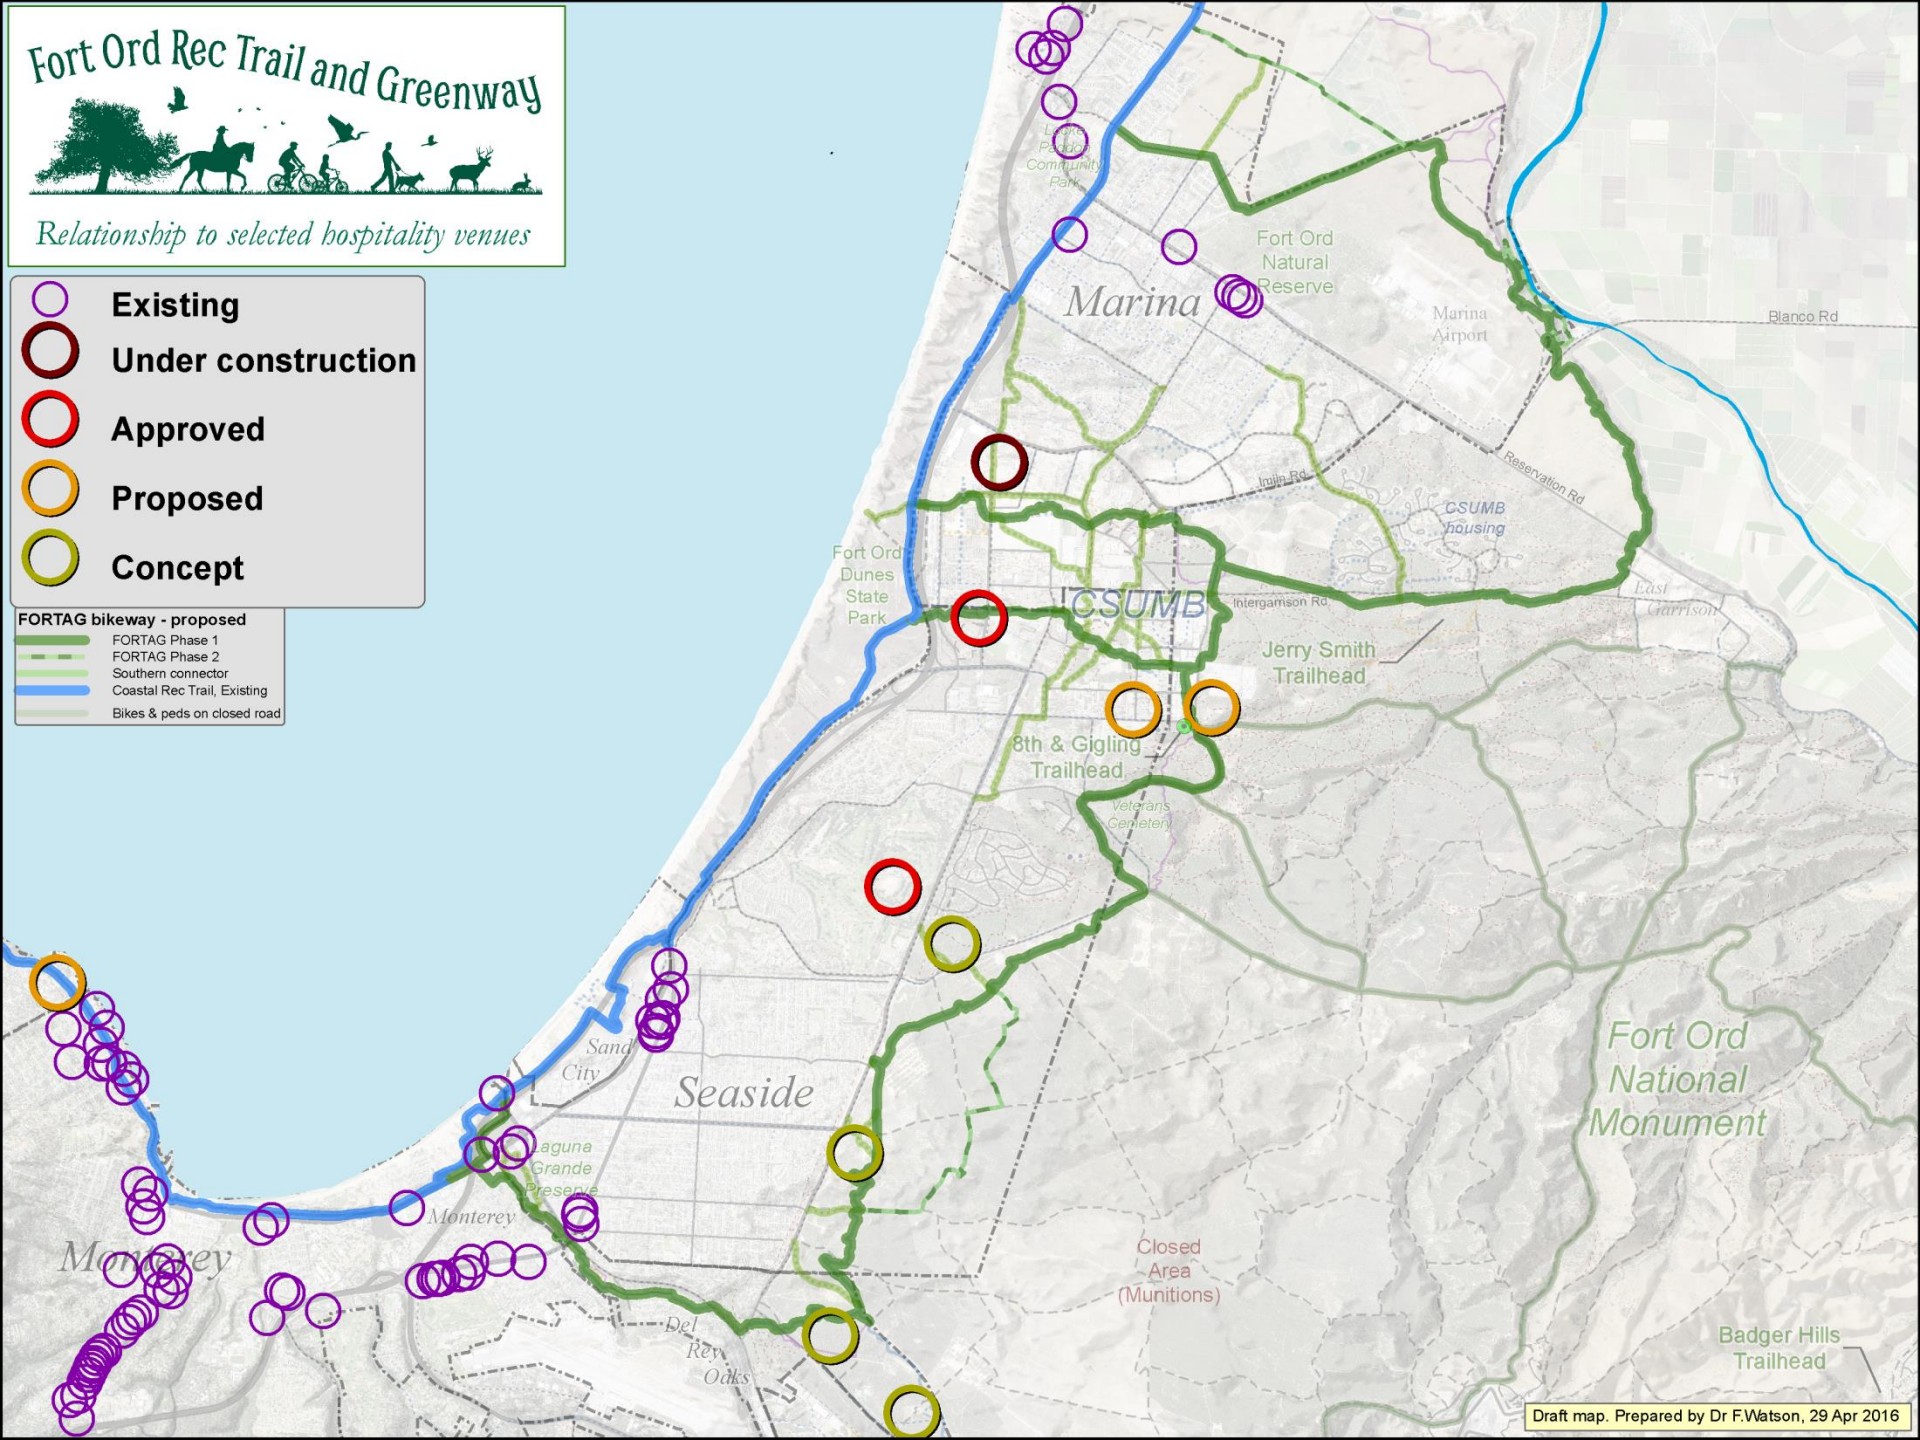 Fort Ord Rec Trail and Greenway
Relationship to selected hospitality venues
Existing
Under construction
Approved
Proposed
Concept
FORTAG bikeway - proposed
FORTAG Phase 1
FORTAG Phase 2
Southern connector
Coastal Rec Trail, Existing
Bikes & peds on closed road
Locke
Paddon
Community
Park
Fort Ord
Natural
Reserve
Marina
Marina
Airport
Blanco Rd
Reservation Rd
Imjin Rd
CSUMB
housing
Fort Ord
Dunes
State
Park
CSUMB
Intergarrison Rd
East
Garrison
Jerry Smith
Trailhead
8th & Gigling
Trailhead
Veterans
Cemetery
Fort Ord
National
Monument
Sand
City
Seaside
Laguna
Grande
Preserve
Monterey
Monterey
Closed
Area
(Munitions)
Del
Rey
Oaks
Badger Hills
Trailhead
Draft map. Prepared by Dr F.Watson, 29 Apr 2016